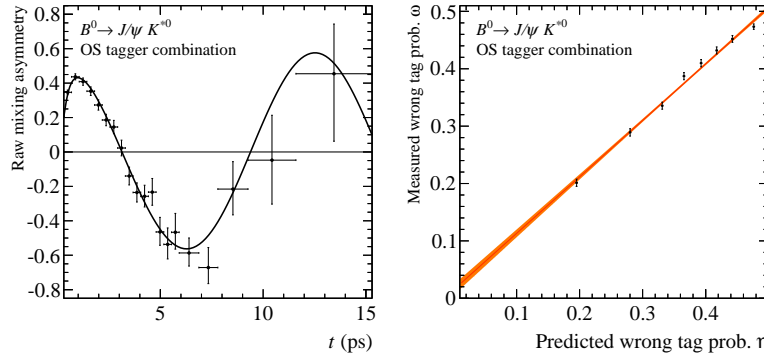 Raw mixing asymmetry
0.8
0.6
0.4
0.2
0
-0.2
-0.4
-0.6
-0.8
B⁰→ J/ψ K*⁰
OS tagger combination
5
10
15
t (ps)
Measured wrong tag prob. ω
0.5
0.4
0.3
0.2
0.1
0
B⁰→ J/ψ K*⁰
OS tagger combination
0.1
0.2
0.3
0.4
Predicted wrong tag prob. η